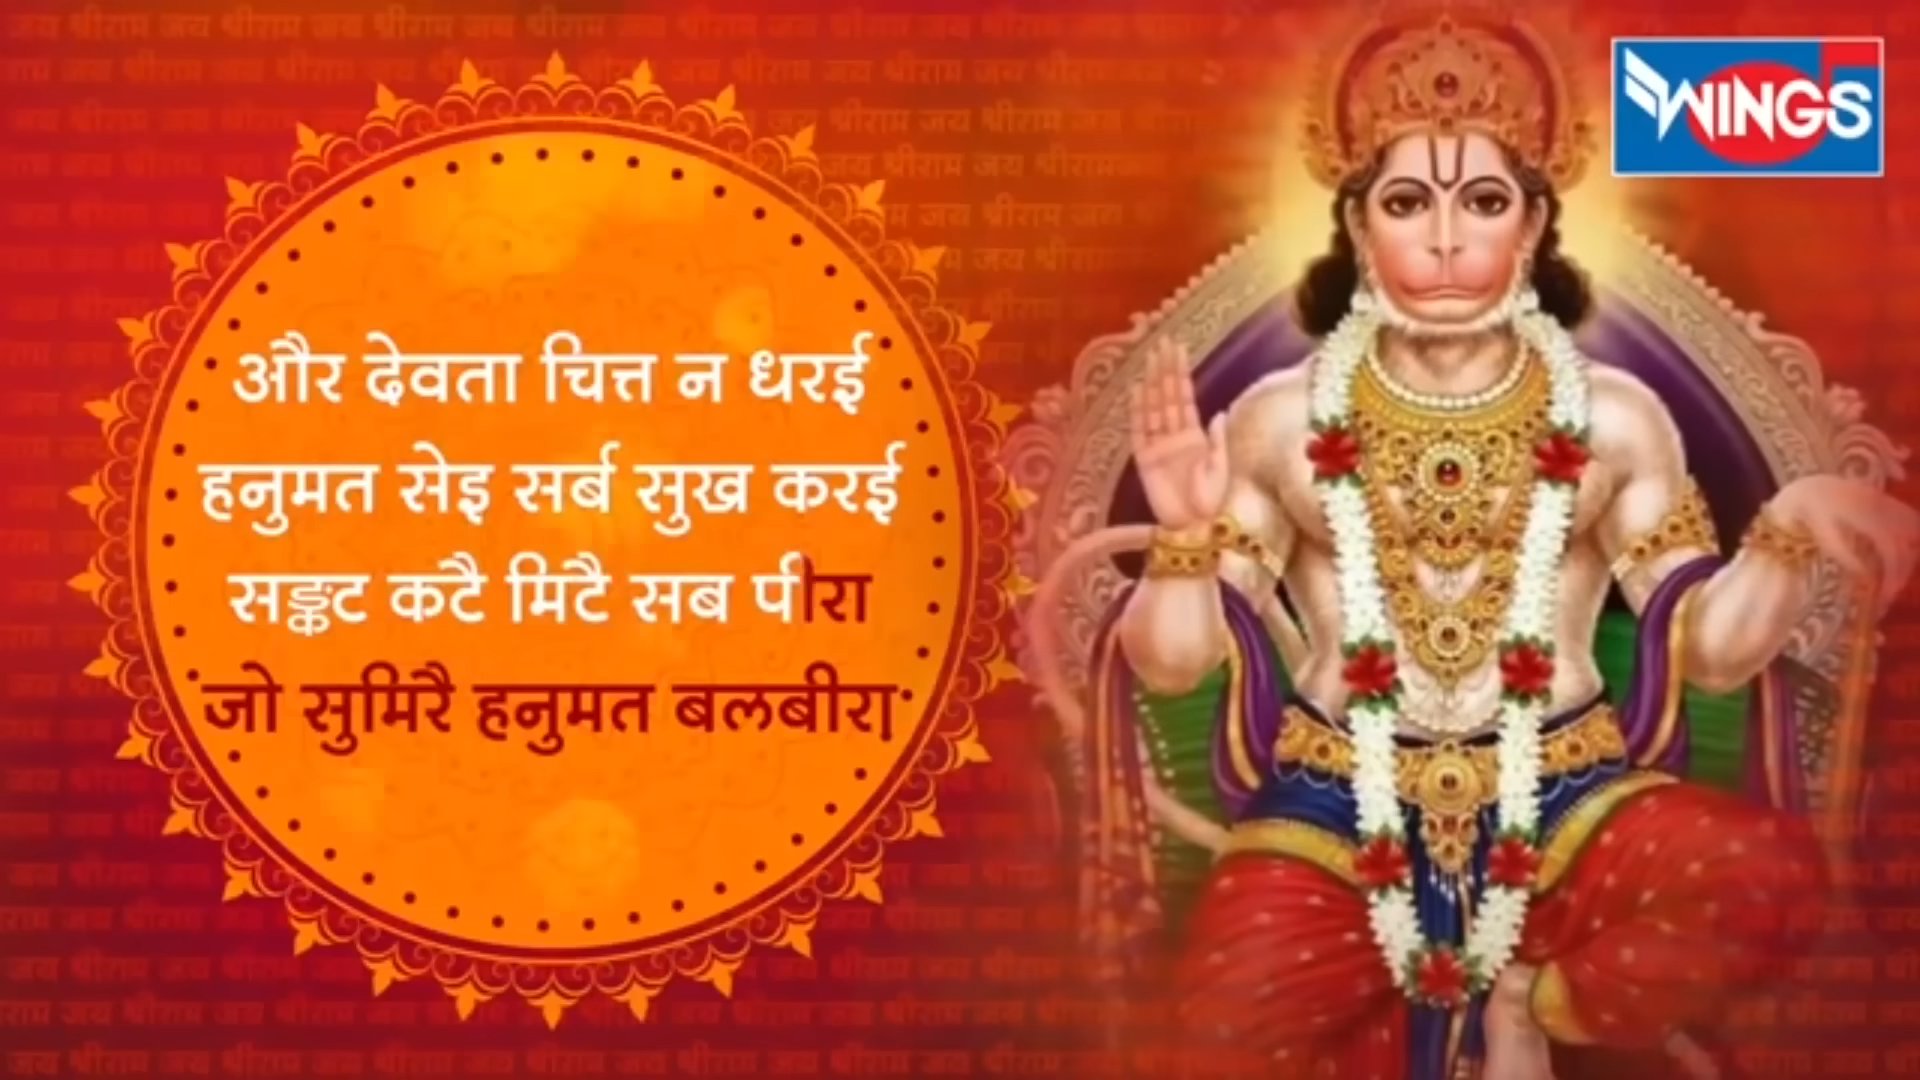 और देवता चित्त न धरई
हनुमत सेइ सर्ब सुख करई
सङ्कट कटै मिटै सब पीरा
जो सुमिरै हनुमत बलबीरा
WINGS